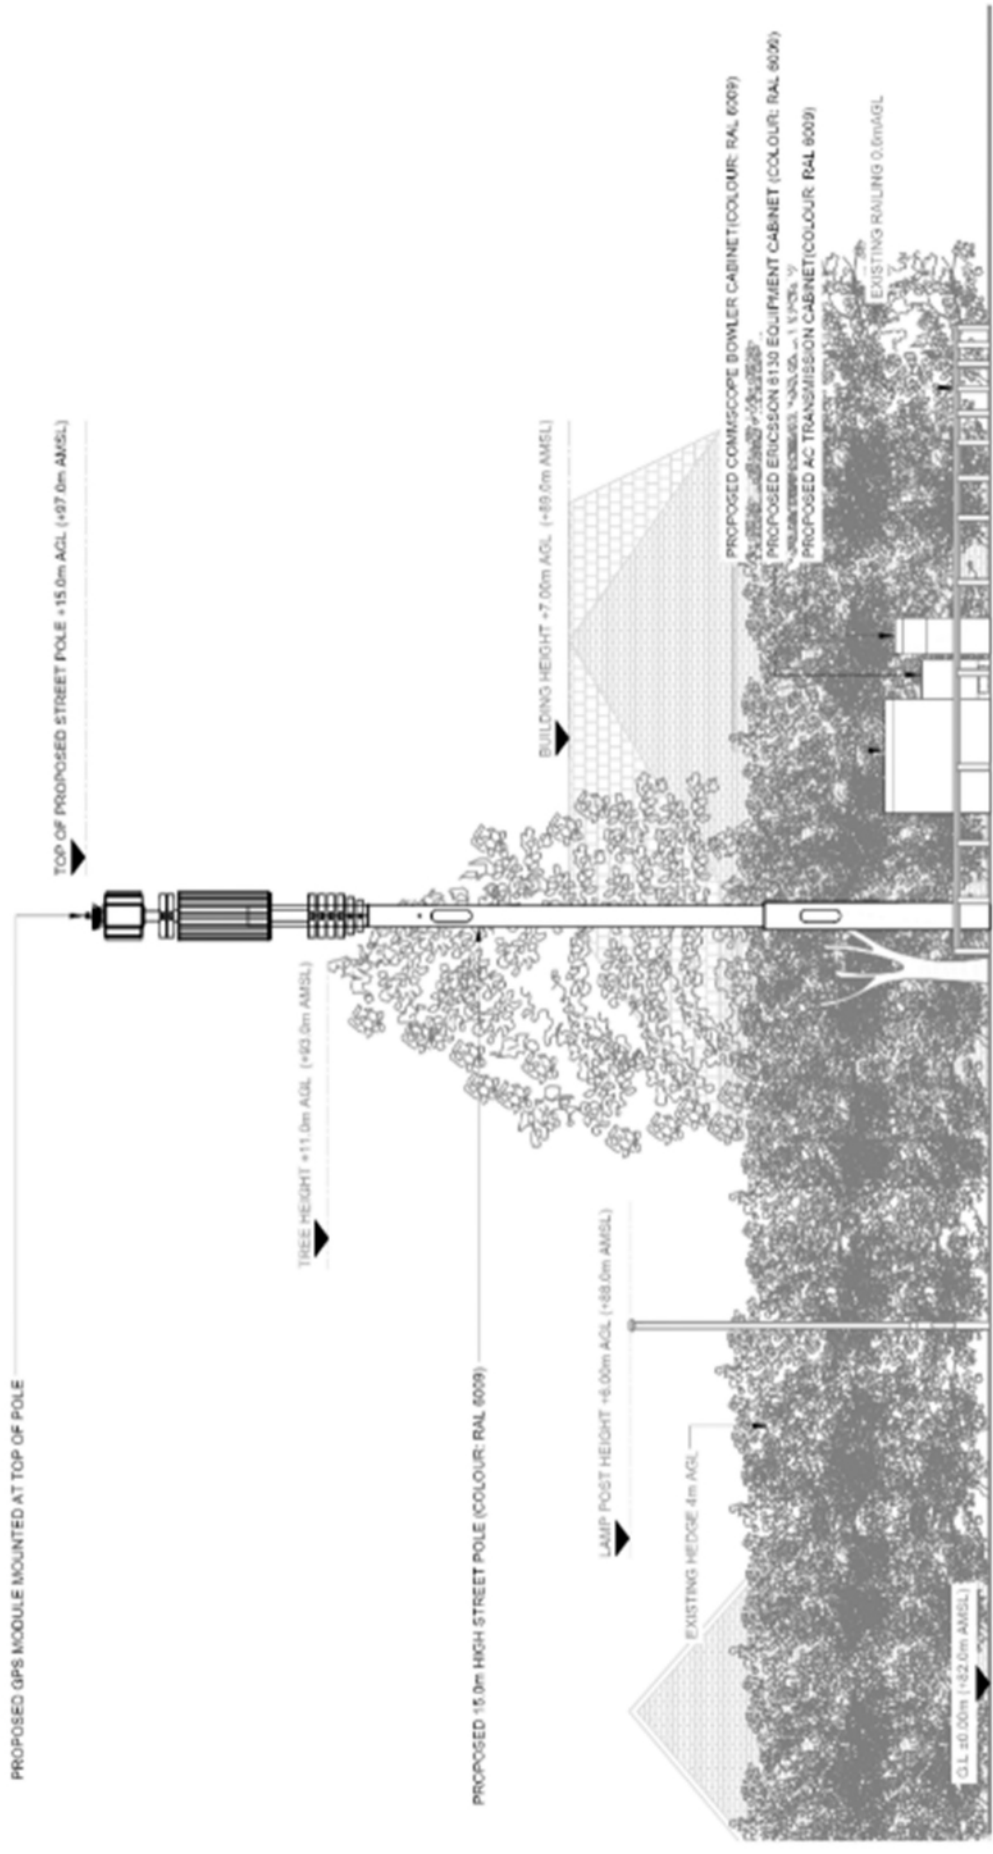 PROPOSED GPS MODULE MOUNTED AT TOP OF POLE
TOP OF PROPOSED STREET POLE +15.0m AGL (+97.0m AMSL)
TREE HEIGHT +11.0m AGL (+93.0m AMSL)
PROPOSED 15.0m HIGH STREET POLE (COLOUR: RAL 6009)
BUILDING HEIGHT +7.00m AGL (+89.0m AMSL)
LAMP POST HEIGHT +6.00m AGL (+88.0m AMSL)
EXISTING HEDGE 4m AGL
PROPOSED COMMSCOPE BOWLER CABINET(COLOUR: RAL 6009)
PROPOSED ERICSSON 6130 EQUIPMENT CABINET (COLOUR: RAL 6009)
PROPOSED AC TRANSMISSION CABINET(COLOUR: RAL 6009)
EXISTING RAILING 0.6mAGL
G.L ±0.00m (+82.0m AMSL)